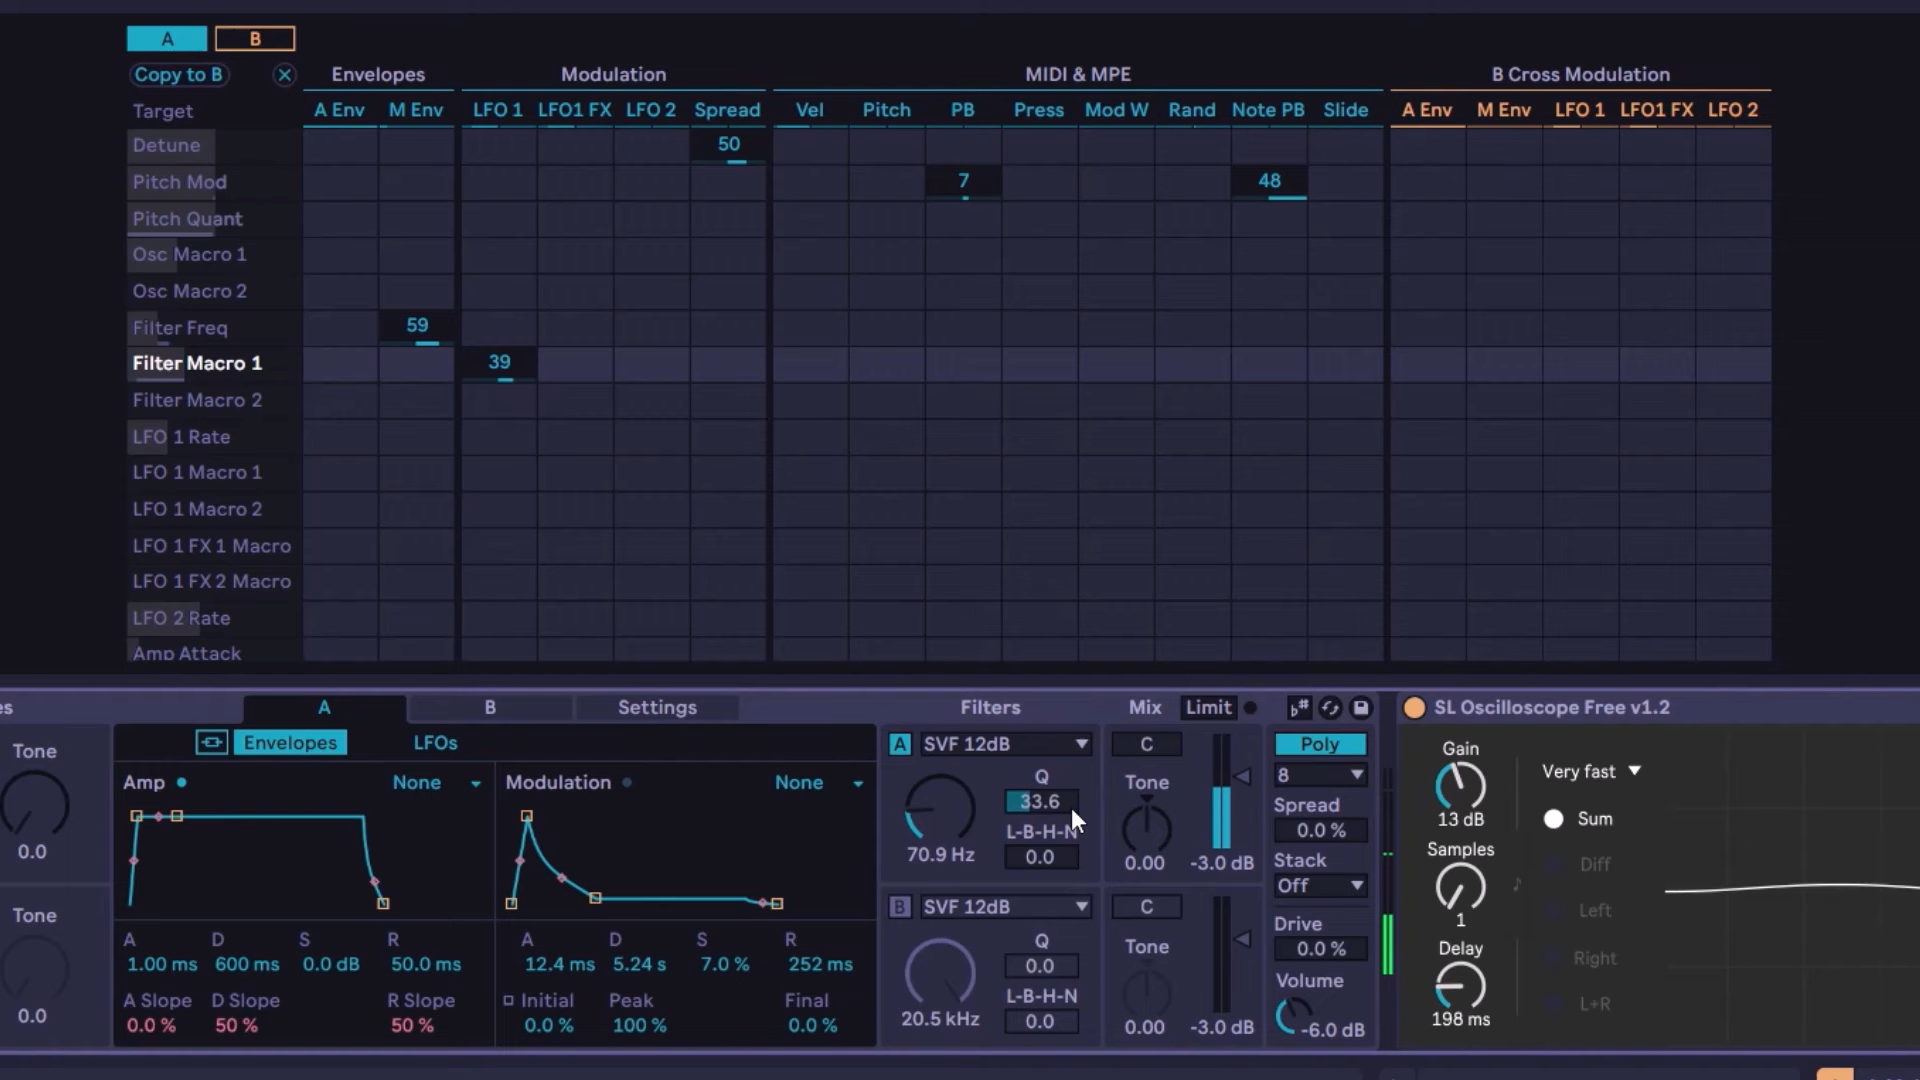 A B
Copy to B Envelopes Modulation MIDI & MPE B Cross Modulation
Target A Env M Env LFO 1 LFO1 FX LFO 2 Spread Vel Pitch PB Press Mod W Rand Note PB Slide A Env M Env LFO 1 LFO1 FX LFO 2
Detune 50
Pitch Mod 7 48
Pitch Quant
Osc Macro 1
Osc Macro 2
Filter Freq 59
Filter Macro 1 39
Filter Macro 2
LFO 1 Rate
LFO 1 Macro 1
LFO 1 Macro 2
LFO 1 FX 1 Macro
LFO 1 FX 2 Macro
LFO 2 Rate
Amp Attack
A B Settings Filters Mix Limit
Tone
0.0
Tone
0.0
Envelopes LFOs
Amp None
A D S R
1.00 ms 600 ms 0.0 dB 50.0 ms
A Slope D Slope R Slope
0.0 % 50 % 50 %
Modulation None
A D S R
12.4 ms 5.24 s 7.0 % 252 ms
Initial Peak Final
0.0 % 100 % 0.0 %
A SVF 12dB
Q
33.6
L-B-H-N
70.9 Hz 0.0
B SVF 12dB
Q
0.0
L-B-H-N
20.5 kHz 0.0
C
Tone
0.00 -3.0 dB
C
Tone
0.00 -3.0 dB
Poly
8
Spread
0.0 %
Stack
Off
Drive
0.0 %
Volume
-6.0 dB
SL Oscilloscope Free v1.2
Gain
13 dB
Samples
1
Delay
198 ms
Very fast
Sum
Diff
Left
Right
L+R